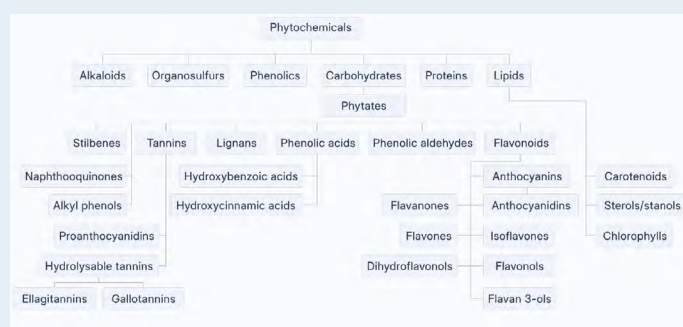 Phytochemicals
Alkaloids
Organosulfurs
Phenolics
Carbohydrates
Proteins
Lipids
Phytates
Stilbenes
Tannins
Lignans
Phenolic acids
Phenolic aldehydes
Flavonoids
Naphthooquinones
Hydroxybenzoic acids
Anthocyanins
Carotenoids
Alkyl phenols
Hydroxycinnamic acids
Flavanones
Anthocyanidins
Sterols/stanols
Proanthocyanidins
Flavones
Isoflavones
Chlorophylls
Hydrolysable tannins
Dihydroflavonols
Flavonols
Ellagitannins
Gallotannins
Flavan 3-ols